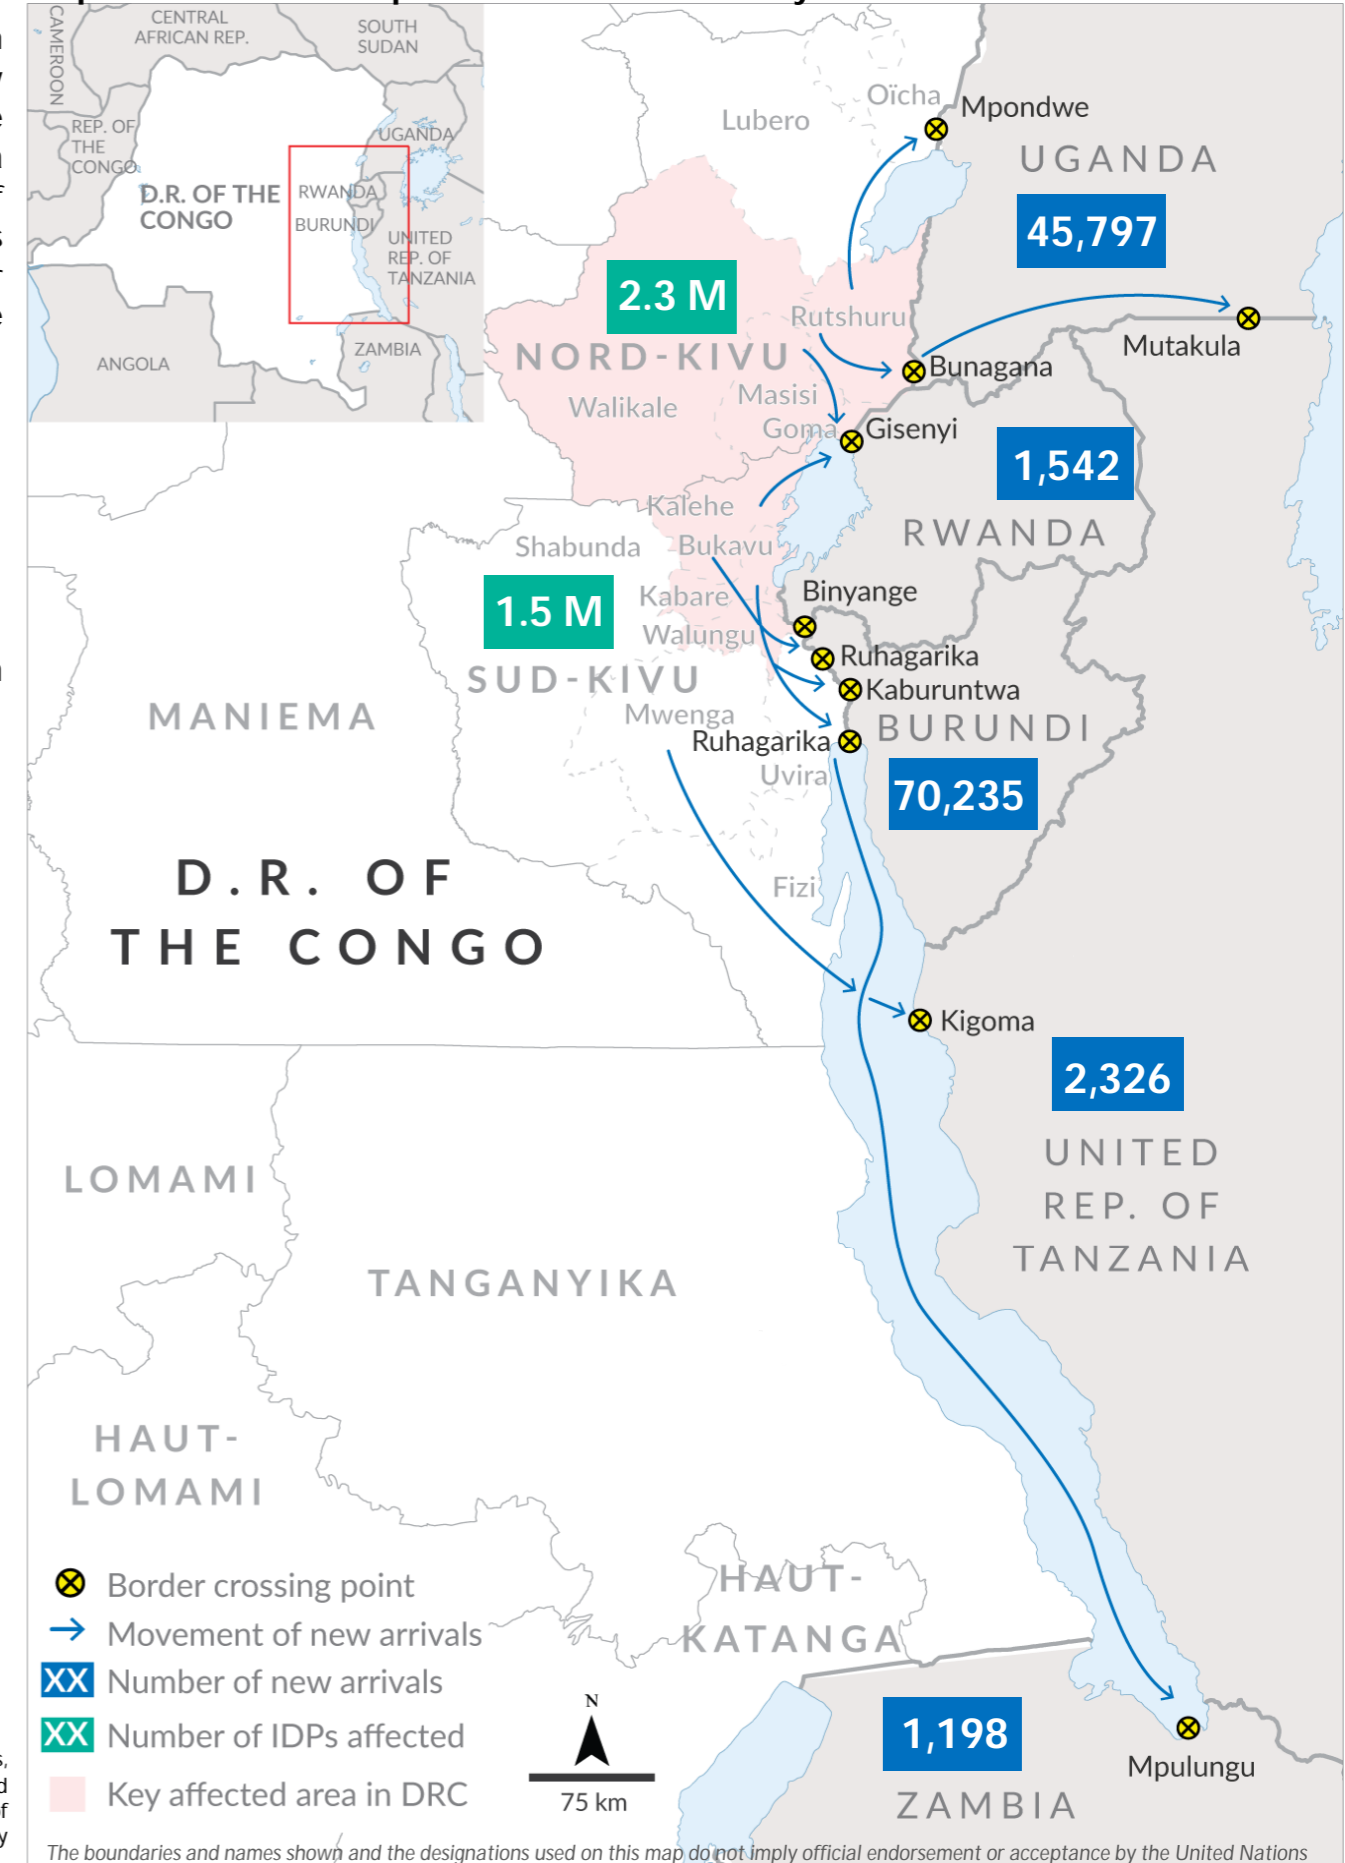 CENTRAL
AFRICAN REP.
SOUTH
SUDAN
CAMEROON
REP. OF
THE
CONGO
UGANDA
D.R. OF THE
CONGO
RWANDA
BURUNDI
UNITED
REP. OF
TANZANIA
ANGOLA
ZAMBIA
Oïcha
Lubero
Mpondwe
UGANDA
45,797
2.3 M
Rutshuru
NORD-KIVU
Mutakula
Bunagana
Masisi
Walikale
Goma
Gisenyi
1,542
Kalehe
RWANDA
Shabunda
Bukavu
Binyange
Kabare
1.5 M
Walungu
Ruhagarika
SUD-KIVU
Kaburuntwa
MANIEMA
Mwenga
BURUNDI
Ruhagarika
Uvira
70,235
D.R. OF
THE CONGO
Fizi
Kigoma
2,326
UNITED
REP. OF
TANZANIA
LOMAMI
TANGANYIKA
HAUT-
LOMAMI
HAUT-
KATANGA
Border crossing point
Movement of new arrivals
XX Number of new arrivals
XX Number of IDPs affected
Key affected area in DRC
N
75 km
1,198
Mpulungu
ZAMBIA
The boundaries and names shown and the designations used on this map do not imply official endorsement or acceptance by the United Nations